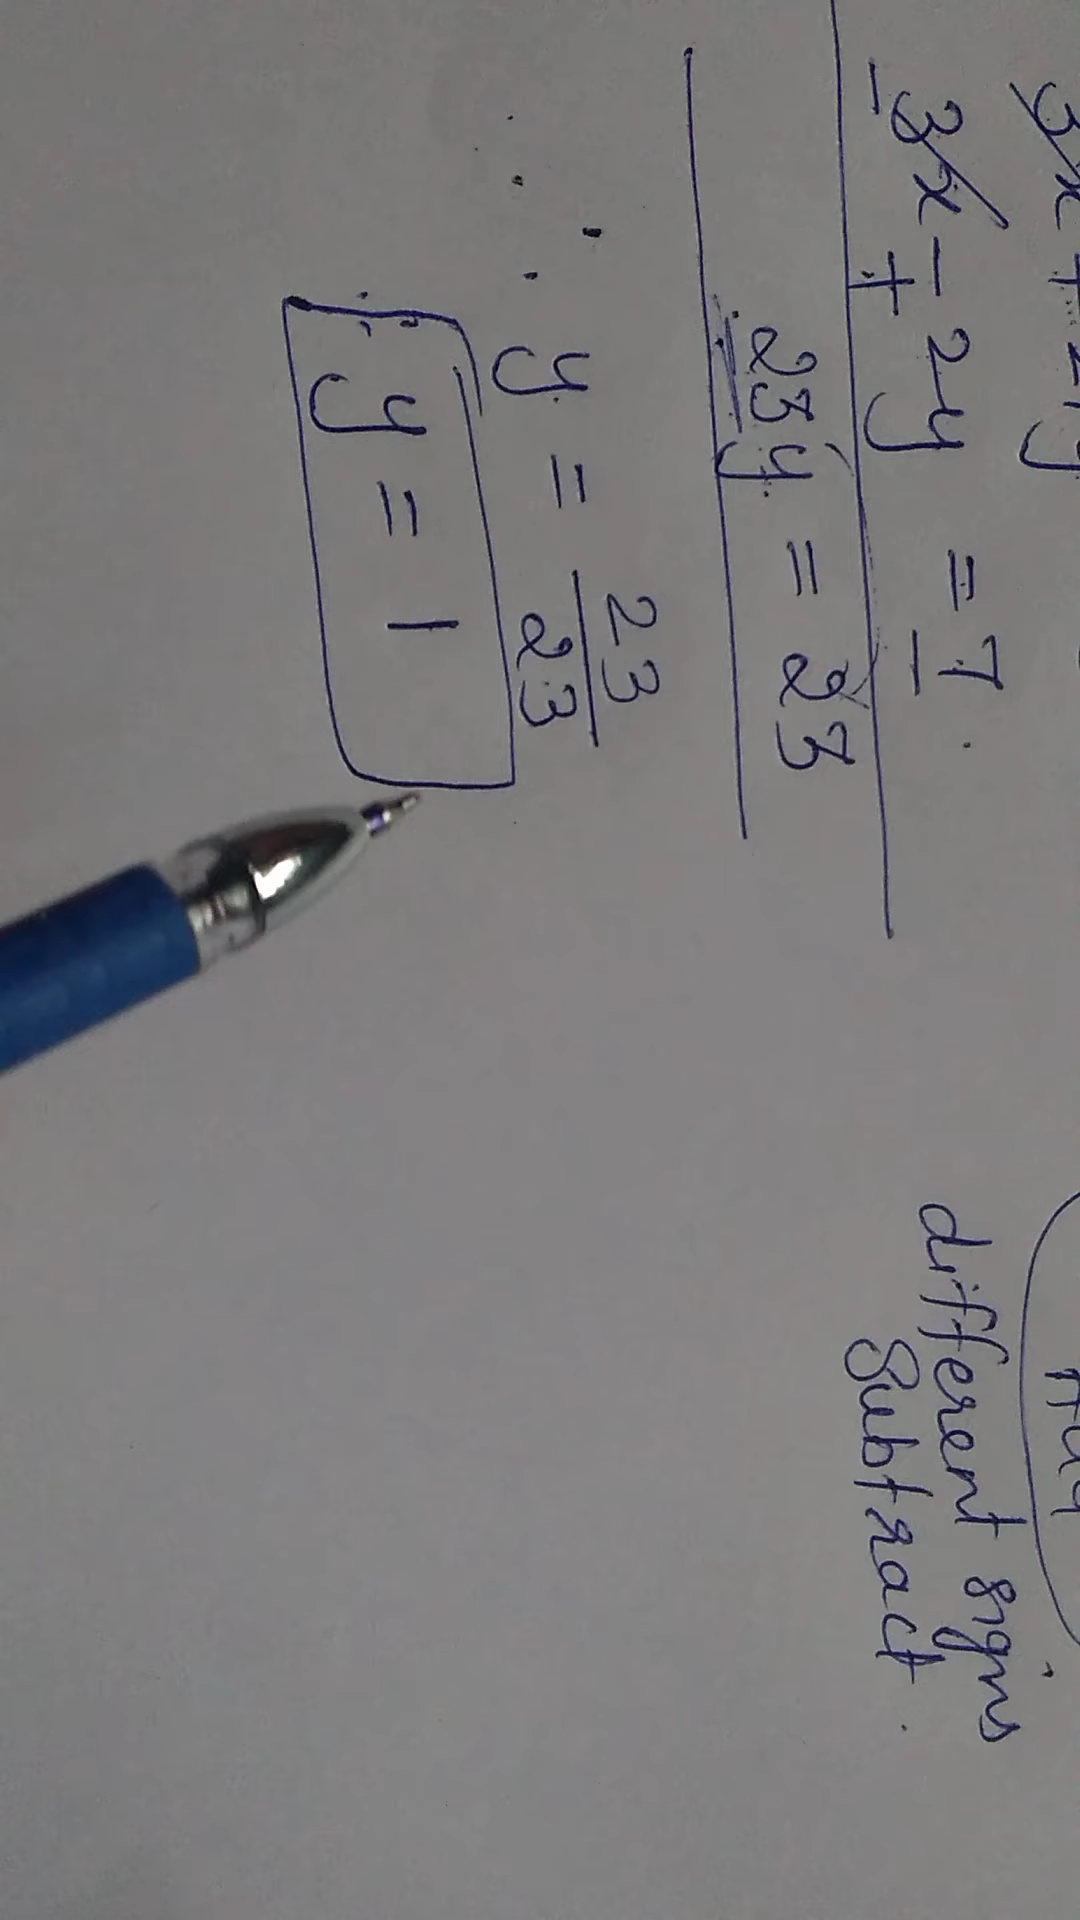 3x - 2y = 7
- + -
23y = 23
∴ y = 23/23
y = 1
different signs
Subtract.